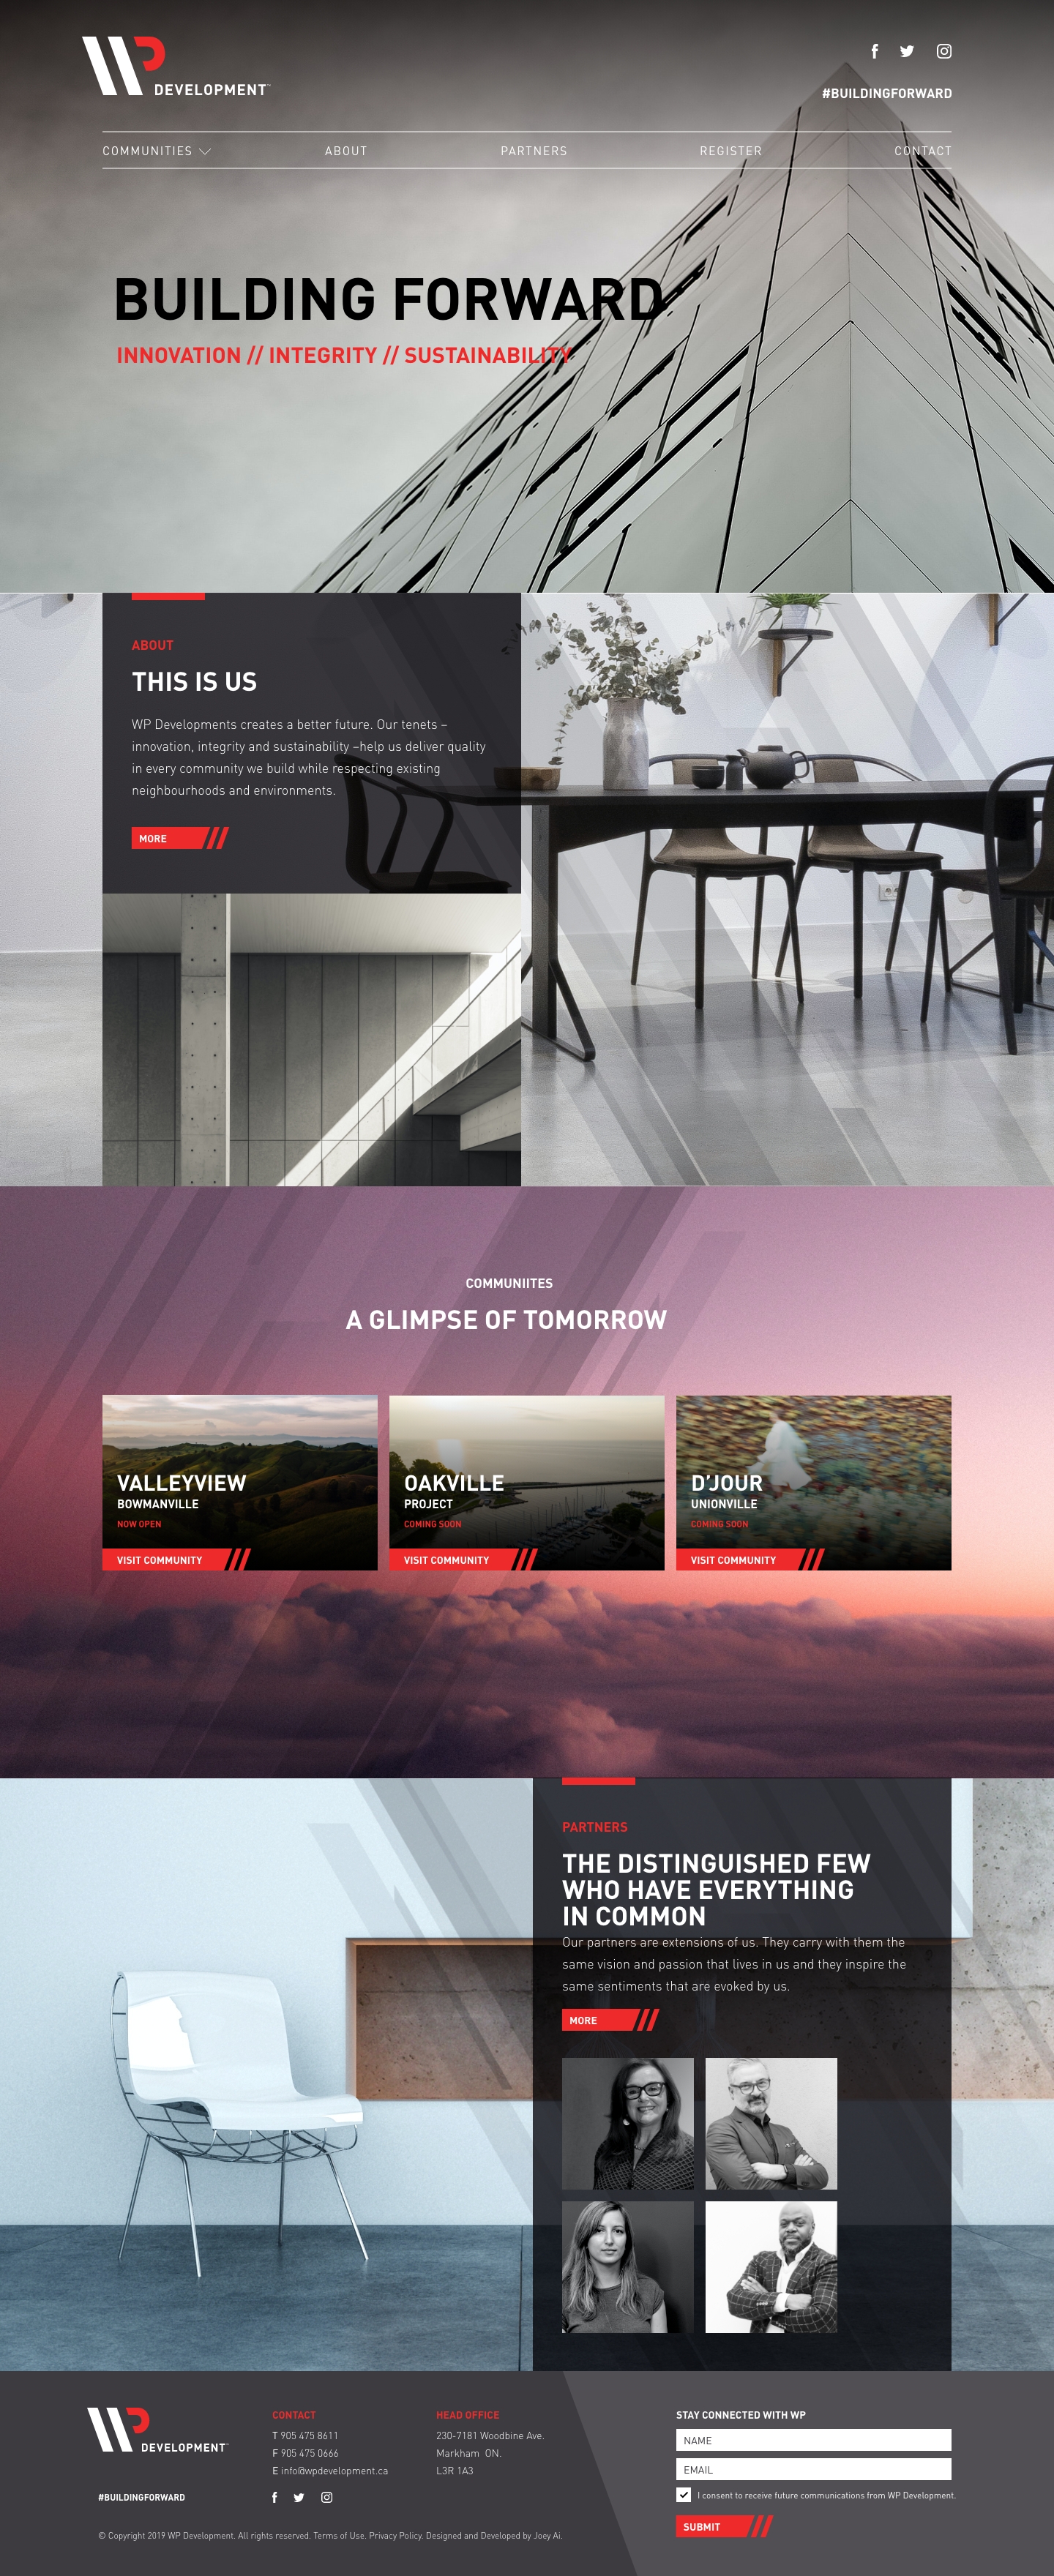 WP DEVELOPMENT™
#BUILDINGFORWARD
COMMUNITIES ABOUT PARTNERS REGISTER CONTACT
BUILDING FORWARD
INNOVATION // INTEGRITY // SUSTAINABILITY
ABOUT
THIS IS US
WP Developments creates a better future. Our tenets –
innovation, integrity and sustainability –help us deliver quality
in every community we build while respecting existing
neighbourhoods and environments.
MORE
COMMUNIITES
A GLIMPSE OF TOMORROW
VALLEYVIEW
BOWMANVILLE
NOW OPEN
VISIT COMMUNITY
OAKVILLE
PROJECT
COMING SOON
VISIT COMMUNITY
D’JOUR
UNIONVILLE
COMING SOON
VISIT COMMUNITY
PARTNERS
THE DISTINGUISHED FEW
WHO HAVE EVERYTHING
IN COMMON
Our partners are extensions of us. They carry with them the
same vision and passion that lives in us and they inspire the
same sentiments that are evoked by us.
MORE
WP DEVELOPMENT™
#BUILDINGFORWARD
CONTACT
T 905 475 8611
F 905 475 0666
E info@wpdevelopment.ca
HEAD OFFICE
230-7181 Woodbine Ave.
Markham ON.
L3R 1A3
© Copyright 2019 WP Development. All rights reserved. Terms of Use. Privacy Policy. Designed and Developed by Joey Ai.
STAY CONNECTED WITH WP
NAME
EMAIL
I consent to receive future communications from WP Development.
SUBMIT